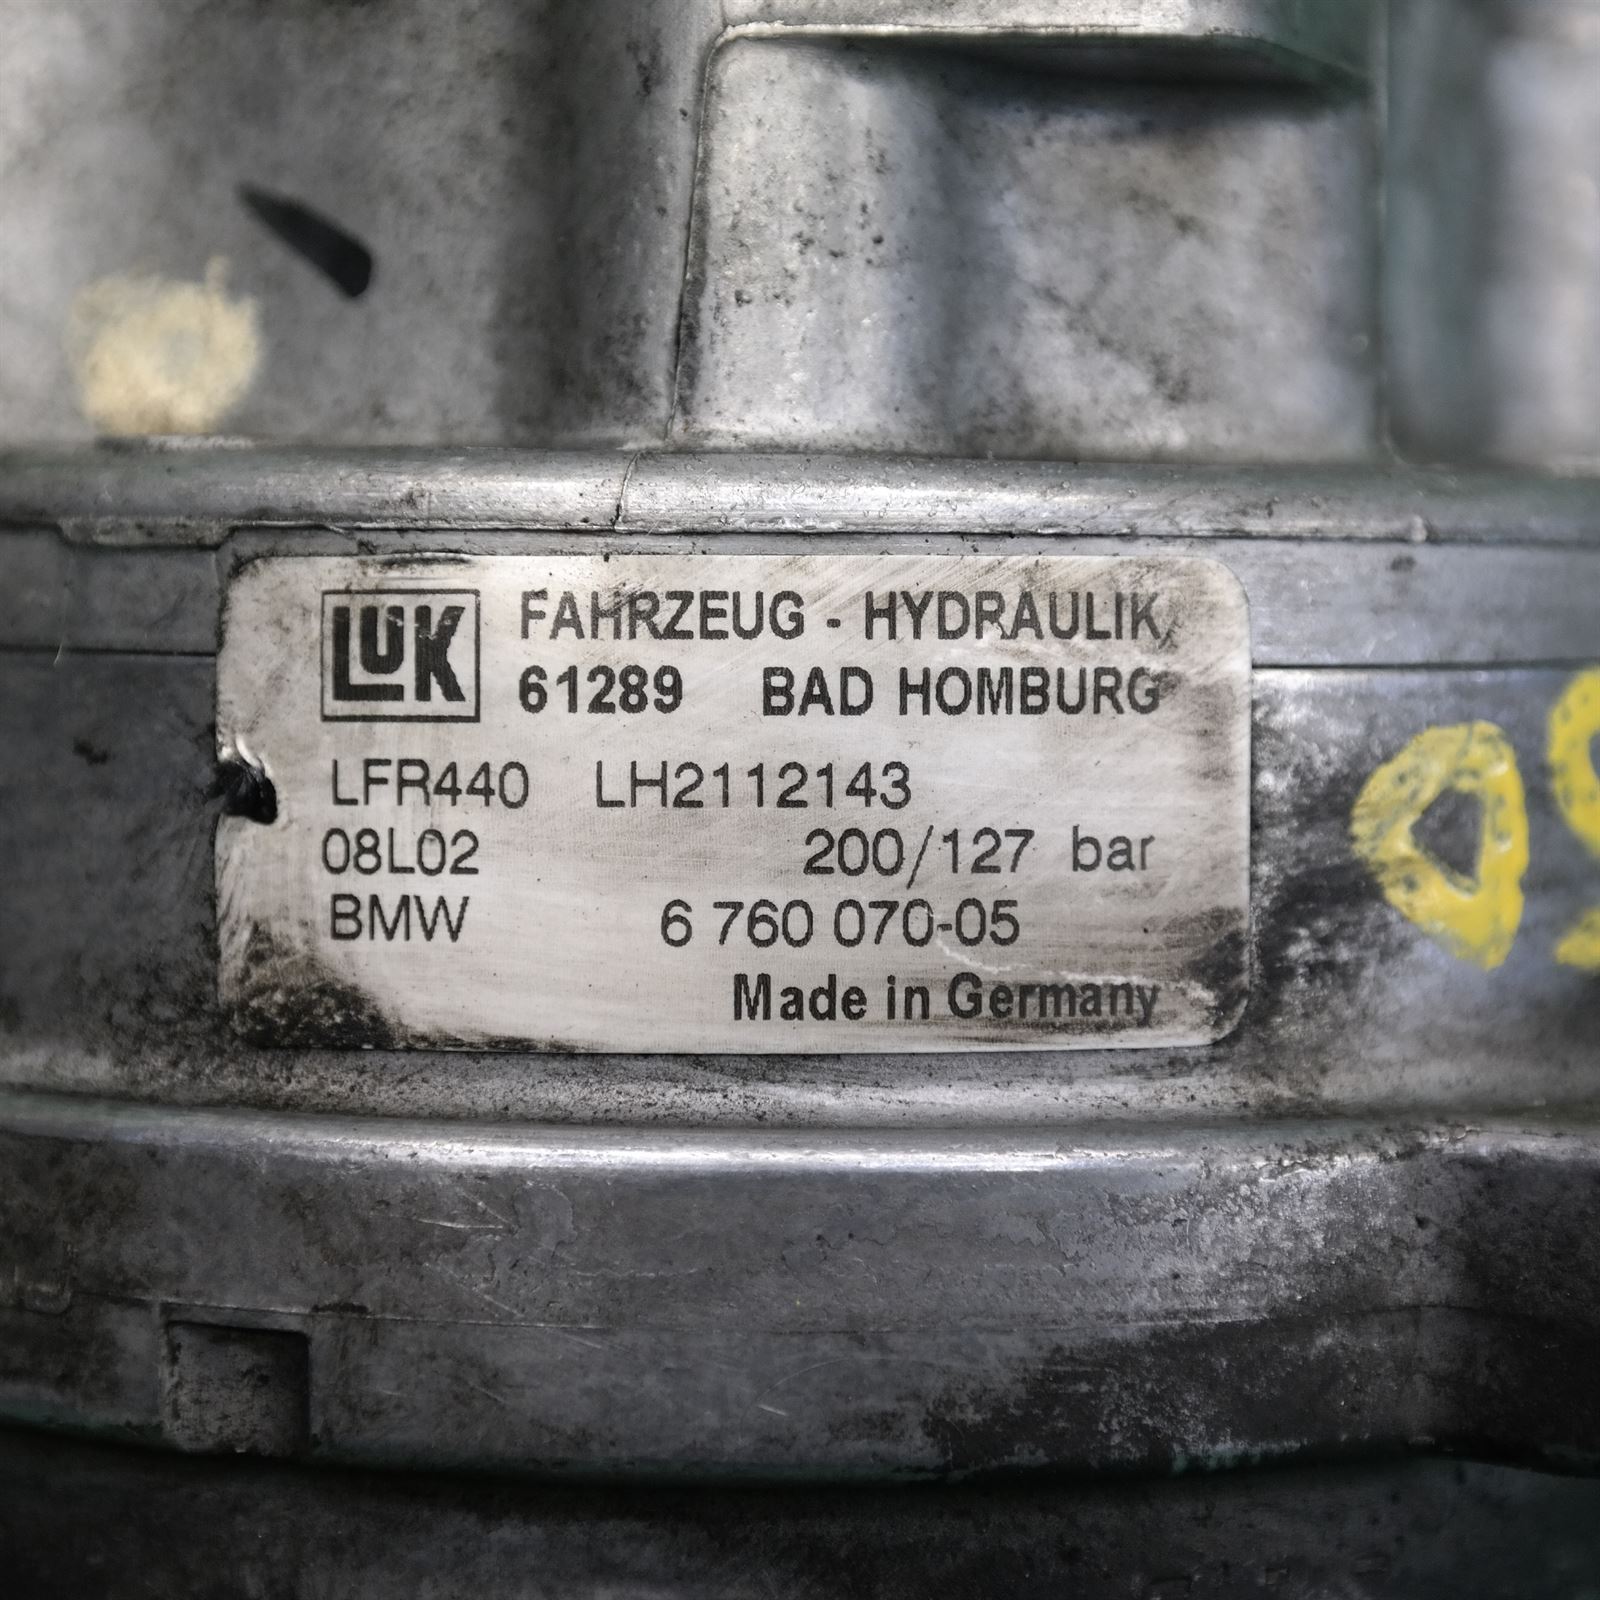 LuK FAHRZEUG - HYDRAULIK
61289 BAD HOMBURG
LFR440 LH2112143
08L02 200/127 bar
BMW 6 760 070-05
Made in Germany